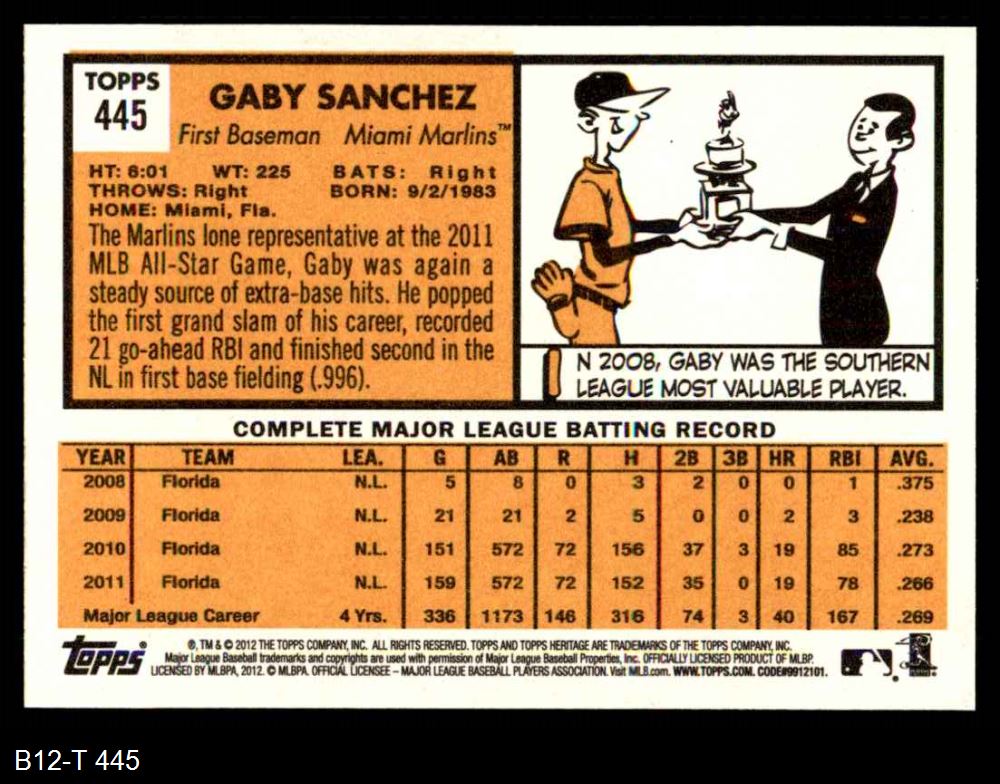 TOPPS
445
GABY SANCHEZ
First Baseman Miami Marlins™
HT: 6:01 WT: 225 BATS: Right
THROWS: Right BORN: 9/2/1983
HOME: Miami, Fla.
The Marlins lone representative at the 2011
MLB All-Star Game, Gaby was again a
steady source of extra-base hits. He popped
the first grand slam of his career, recorded
21 go-ahead RBI and finished second in the
NL in first base fielding (.996).
IN 2008, GABY WAS THE SOUTHERN
LEAGUE MOST VALUABLE PLAYER.
COMPLETE MAJOR LEAGUE BATTING RECORD
YEAR TEAM LEA. G AB R H 2B 3B HR RBI AVG.
2008 Florida N.L. 5 8 0 3 2 0 0 1 .375
2009 Florida N.L. 21 21 2 5 0 0 2 3 .238
2010 Florida N.L. 151 572 72 156 37 3 19 85 .273
2011 Florida N.L. 159 572 72 152 35 0 19 78 .266
Major League Career 4 Yrs. 336 1173 146 316 74 3 40 167 .269
Topps®
®, TM & © 2012 THE TOPPS COMPANY, INC. ALL RIGHTS RESERVED. TOPPS AND TOPPS HERITAGE ARE TRADEMARKS OF THE TOPPS COMPANY, INC.
Major League Baseball trademarks and copyrights are used with permission of Major League Baseball Properties, Inc. OFFICIALLY LICENSED PRODUCT OF MLBP.
LICENSED BY MLBPA, 2012. © MLBPA. OFFICIAL LICENSEE – MAJOR LEAGUE BASEBALL PLAYERS ASSOCIATION. Visit MLB.com. WWW.TOPPS.COM. CODE#9912101.
B12-T 445